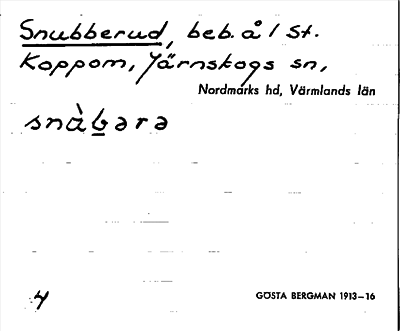 Snubberud, beb. å l St.
Koppom, Järnskogs sn,
Nordmarks hd, Värmlands län
snàbərə
4
GÖSTA BERGMAN 1913–16